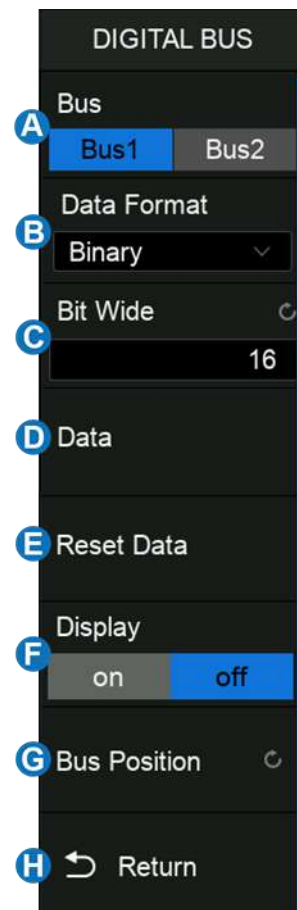 DIGITAL BUS
Bus
A
Bus1 Bus2
Data Format
B
Binary
Bit Wide
C
16
D Data
E Reset Data
Display
F
on off
G Bus Position
H Return